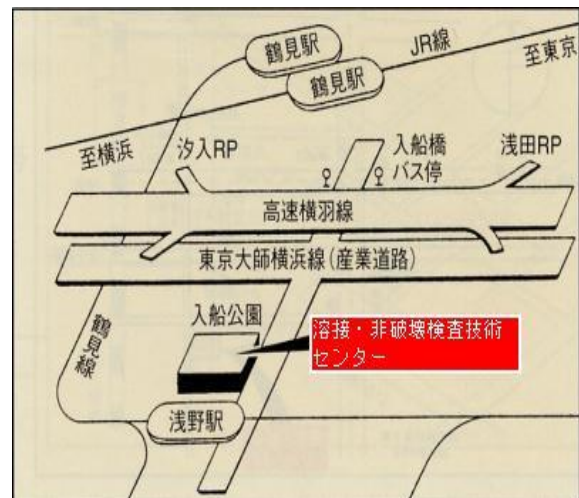 鶴見駅
JR線
至東京
鶴見駅
至横浜
汐入RP
入船橋
バス停
浅田RP
高速横羽線
東京大師横浜線(産業道路)
入船公園
溶接・非破壊検査技術
センター
鶴見線
浅野駅